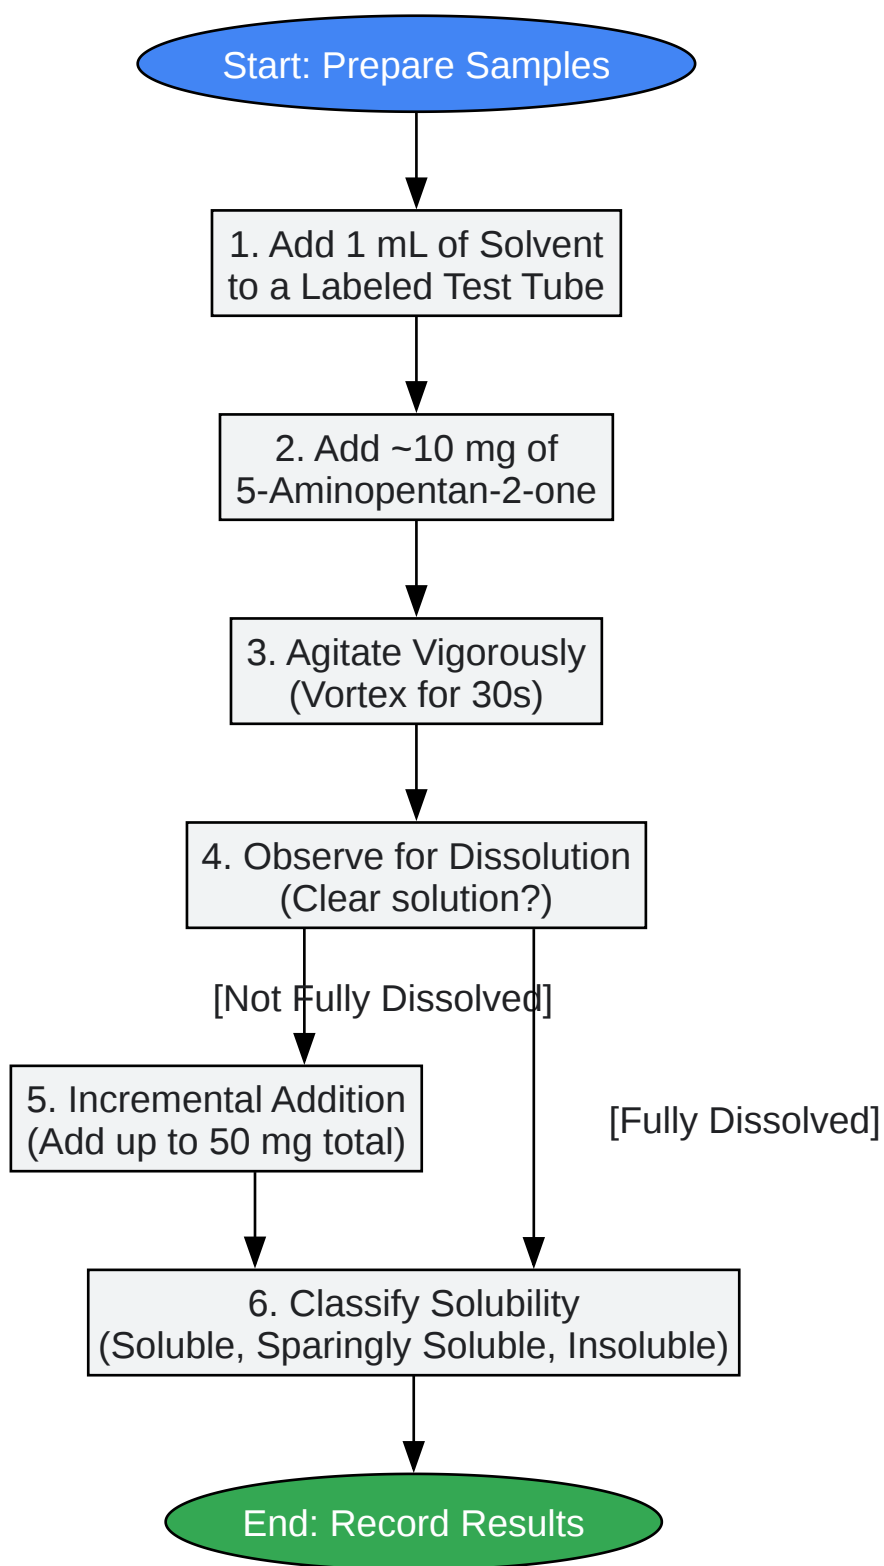 Start: Prepare Samples
1. Add 1 mL of Solvent
to a Labeled Test Tube
2. Add ~10 mg of
5-Aminopentan-2-one
3. Agitate Vigorously
(Vortex for 30s)
4. Observe for Dissolution
(Clear solution?)
[Not Fully Dissolved]
5. Incremental Addition
(Add up to 50 mg total)
[Fully Dissolved]
6. Classify Solubility
(Soluble, Sparingly Soluble, Insoluble)
End: Record Results